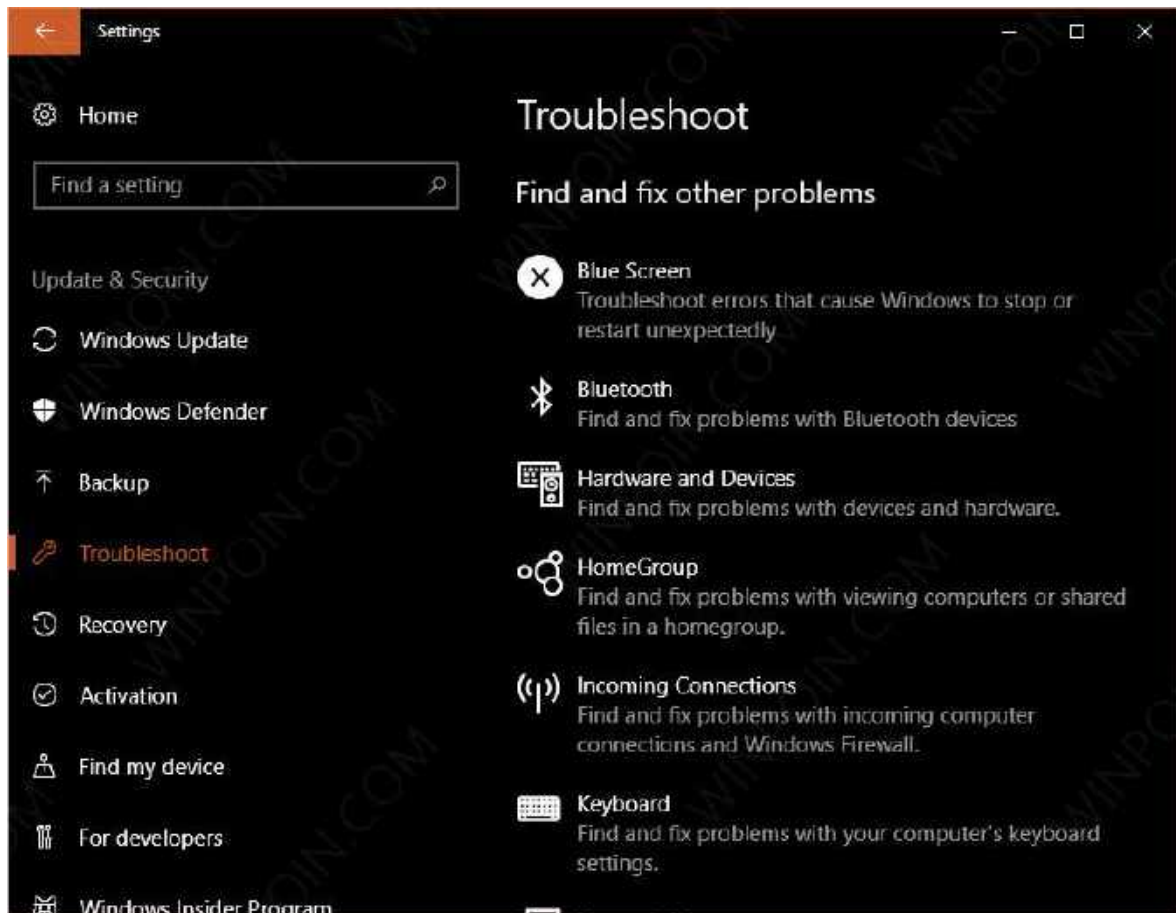 Settings
Home
Find a setting
Update & Security
Windows Update
Windows Defender
Backup
Troubleshoot
Recovery
Activation
Find my device
For developers
Windows Insider Program
Troubleshoot
Find and fix other problems
Blue Screen
Troubleshoot errors that cause Windows to stop or
restart unexpectedly
Bluetooth
Find and fix problems with Bluetooth devices
Hardware and Devices
Find and fix problems with devices and hardware.
HomeGroup
Find and fix problems with viewing computers or shared
files in a homegroup.
Incoming Connections
Find and fix problems with incoming computer
connections and Windows Firewall.
Keyboard
Find and fix problems with your computer's keyboard
settings.
WINPOIN.COM